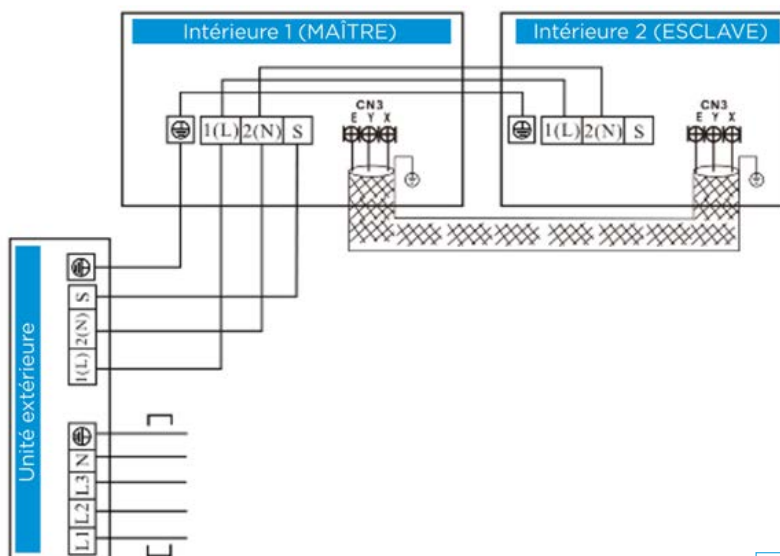 Intérieure 1 (MAÎTRE)
Intérieure 2 (ESCLAVE)
CN3
E Y X
1(L) 2(N) S
CN3
E Y X
1(L) 2(N) S
Unité extérieure
S
2(N)
1(L)
N
L3
L2
L1